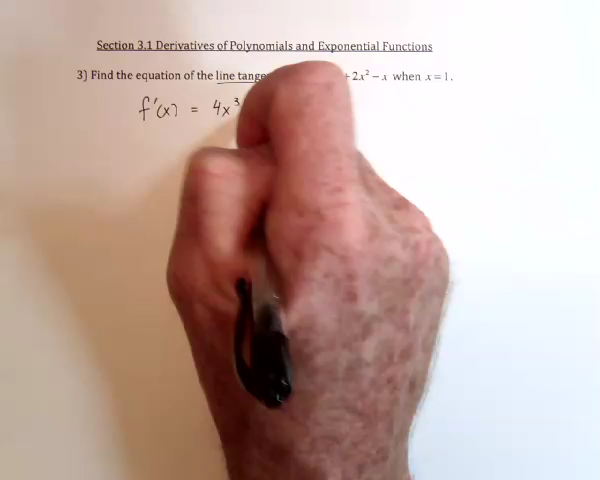 Section 3.1 Derivatives of Polynomials and Exponential Functions
3) Find the equation of the line + 2x² − x when x = 1.
f'(x) = 4x³